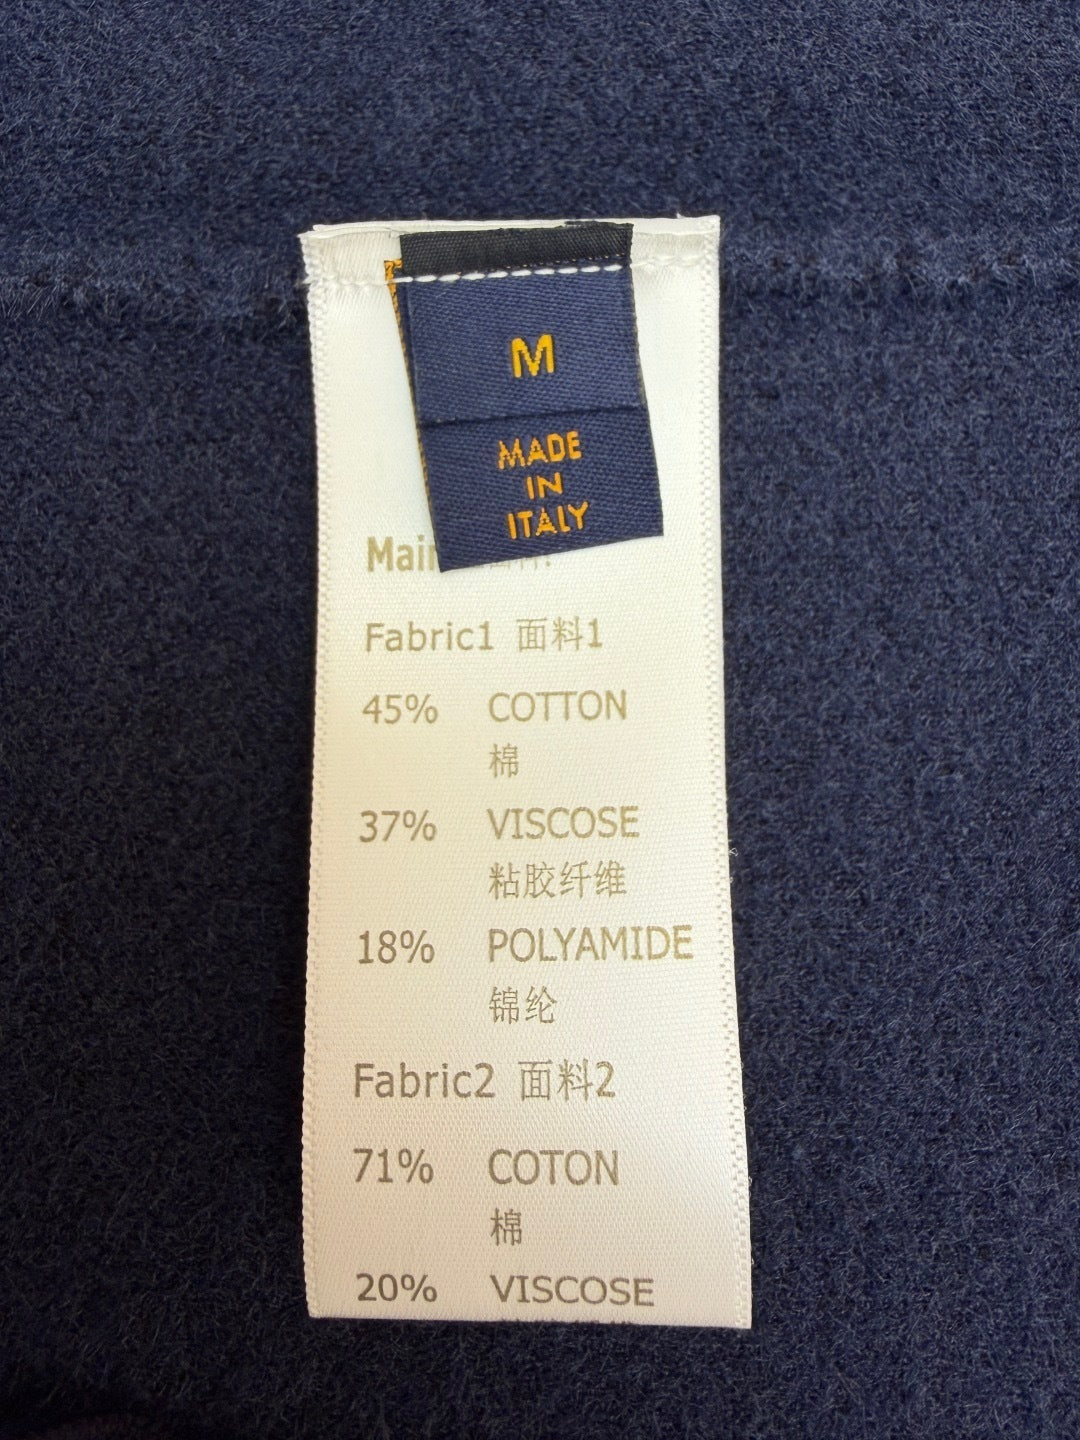 M
MADE
IN
ITALY
Fabric1 面料1
45% COTTON
棉
37% VISCOSE
粘胶纤维
18% POLYAMIDE
锦纶
Fabric2 面料2
71% COTON
棉
20% VISCOSE